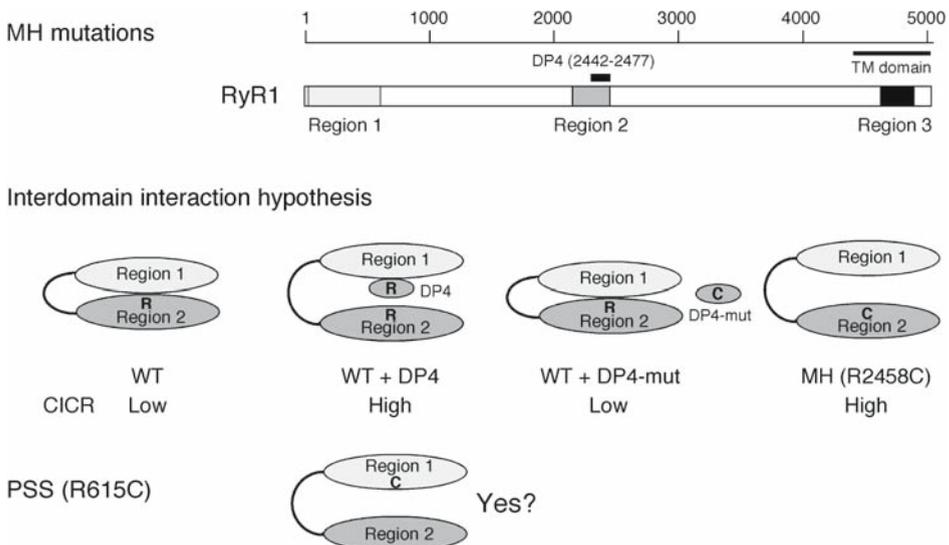 MH mutations
1 1000 2000 3000 4000 5000
DP4 (2442-2477)
TM domain
RyR1
Region 1 Region 2 Region 3
Interdomain interaction hypothesis
Region 1 Region 1 Region 1 Region 1
R DP4 C
R R R DP4-mut C
Region 2 Region 2 Region 2 Region 2
WT WT + DP4 WT + DP4-mut MH (R2458C)
CICR Low High Low High
Region 1
C
PSS (R615C) Yes?
Region 2